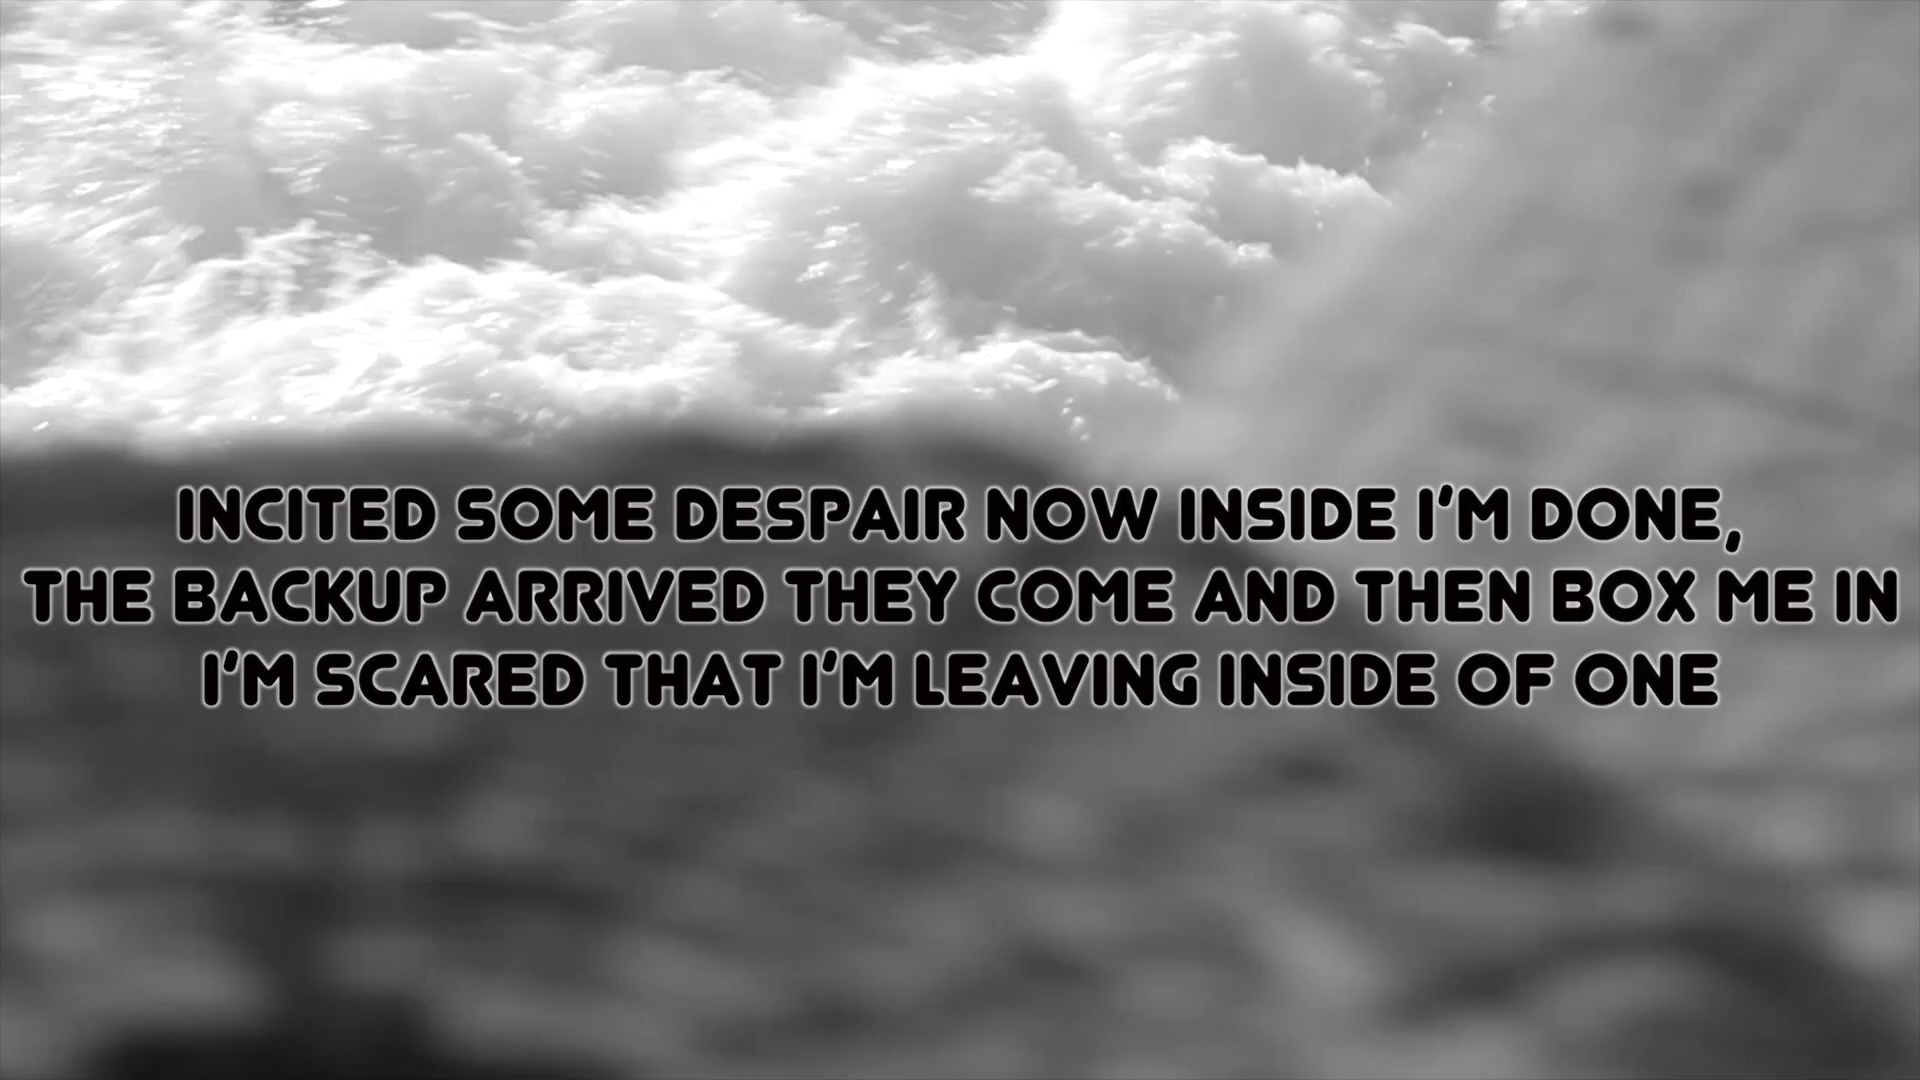 INCITED SOME DESPAIR NOW INSIDE I'M DONE,
THE BACKUP ARRIVED THEY COME AND THEN BOX ME IN
I'M SCARED THAT I'M LEAVING INSIDE OF ONE